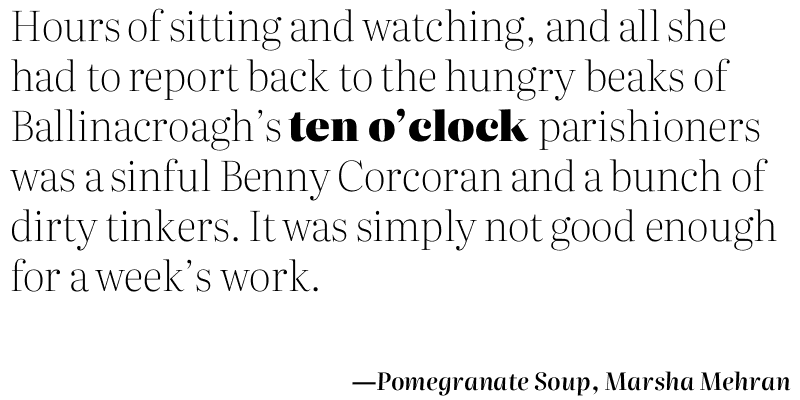 Hours of sitting and watching, and all she
had to report back to the hungry beaks of
Ballinacroagh’s ten o’clock parishioners
was a sinful Benny Corcoran and a bunch of
dirty tinkers. It was simply not good enough
for a week’s work.
—Pomegranate Soup, Marsha Mehran